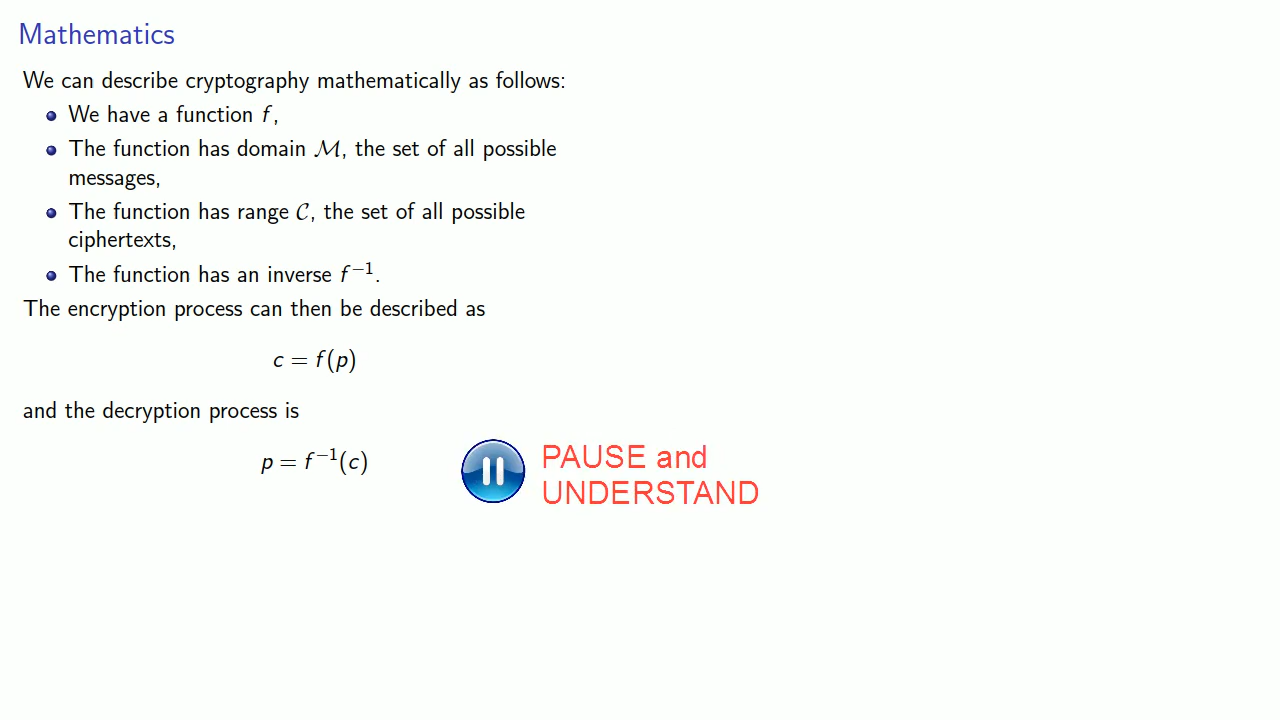 Mathematics
We can describe cryptography mathematically as follows:
We have a function f,
The function has domain ℳ, the set of all possible
messages,
The function has range 𝒞, the set of all possible
ciphertexts,
The function has an inverse f⁻¹.
The encryption process can then be described as
c = f(p)
and the decryption process is
p = f⁻¹(c)
PAUSE and
UNDERSTAND